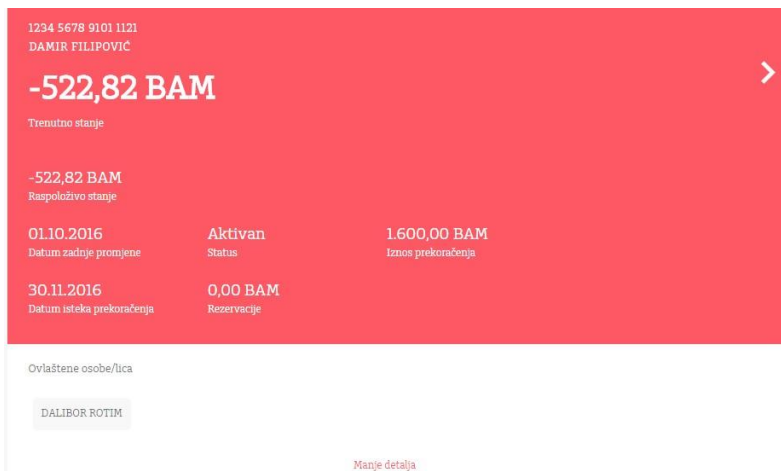 1234 5678 9101 1121
DAMIR FILIPOVIĆ
-522,82 BAM
Trenutno stanje
-522,82 BAM
Raspoloživo stanje
01.10.2016 Aktivan 1.600,00 BAM
Datum zadnje promjene Status Iznos prekoračenja
30.11.2016 0,00 BAM
Datum isteka prekoračenja Rezervacije
Ovlaštene osobe/lica
DALIBOR ROTIM
Manje detalja